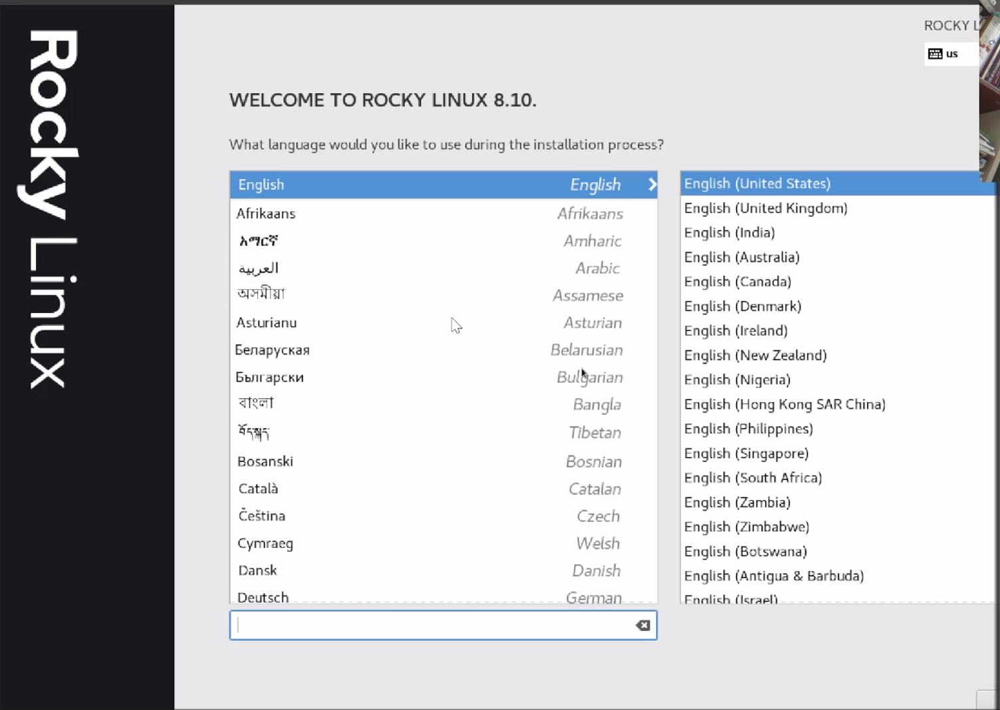 Rocky Linux
ROCKY L
us
WELCOME TO ROCKY LINUX 8.10.
What language would you like to use during the installation process?
English English
Afrikaans Afrikaans
አማርኛ Amharic
العربية Arabic
অসমীয়া Assamese
Asturianu Asturian
Беларуская Belarusian
Български Bulgarian
বাংলা Bangla
བོད་སྐད་ Tibetan
Bosanski Bosnian
Català Catalan
Čeština Czech
Cymraeg Welsh
Dansk Danish
Deutsch German
English (United States)
English (United Kingdom)
English (India)
English (Australia)
English (Canada)
English (Denmark)
English (Ireland)
English (New Zealand)
English (Nigeria)
English (Hong Kong SAR China)
English (Philippines)
English (Singapore)
English (South Africa)
English (Zambia)
English (Zimbabwe)
English (Botswana)
English (Antigua & Barbuda)
English (Israel)